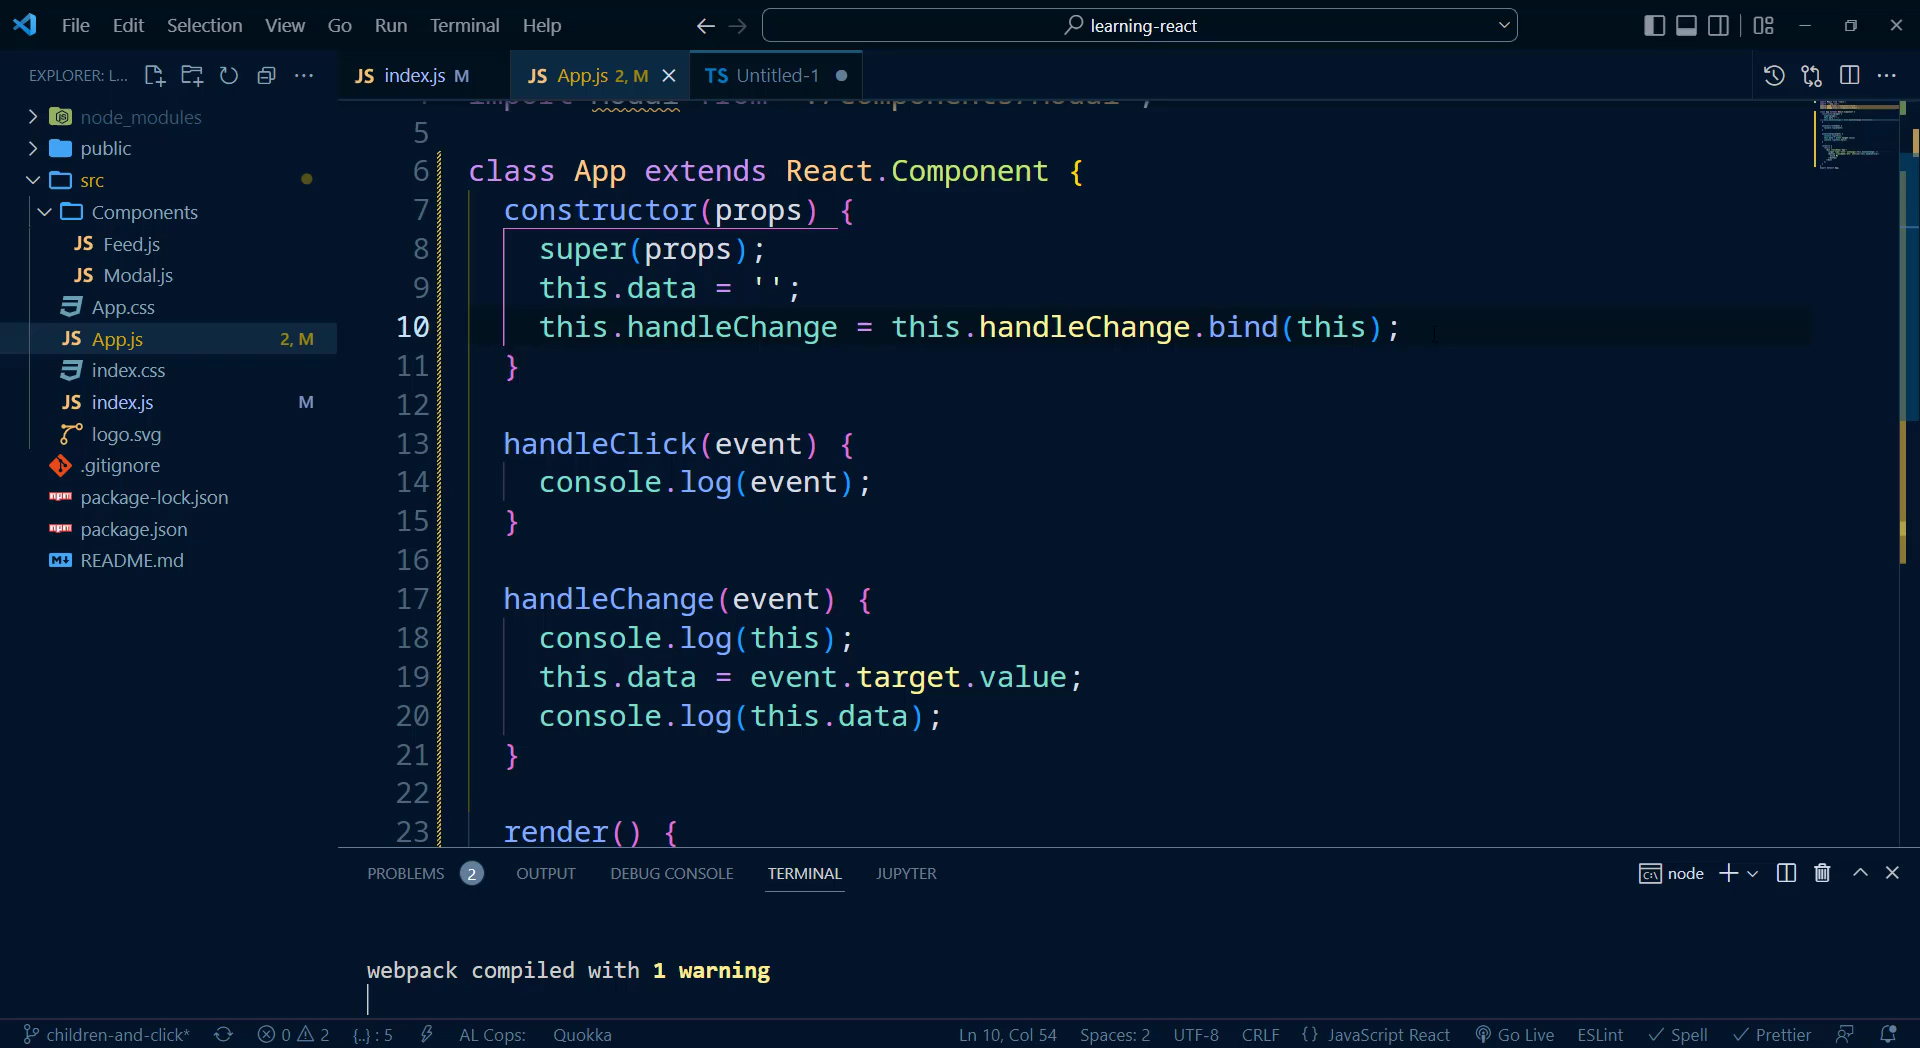 File Edit Selection View Go Run Terminal Help learning-react
EXPLORER: L... JS index.js M JS App.js 2, M TS Untitled-1
node_modules
public
src
Components
JS Feed.js
JS Modal.js
App.css
JS App.js 2, M
index.css
JS index.js M
logo.svg
.gitignore
npm package-lock.json
npm package.json
M README.md
5
6 class App extends React.Component {
7 constructor(props) {
8 super(props);
9 this.data = '';
10 this.handleChange = this.handleChange.bind(this);
11 }
12
13 handleClick(event) {
14 console.log(event);
15 }
16
17 handleChange(event) {
18 console.log(this);
19 this.data = event.target.value;
20 console.log(this.data);
21 }
22
23 render() {
PROBLEMS 2 OUTPUT DEBUG CONSOLE TERMINAL JUPYTER node
webpack compiled with 1 warning
children-and-click* 0 2 {..} : 5 AL Cops: Quokka Ln 10, Col 54 Spaces: 2 UTF-8 CRLF {} JavaScript React Go Live ESLint Spell Prettier